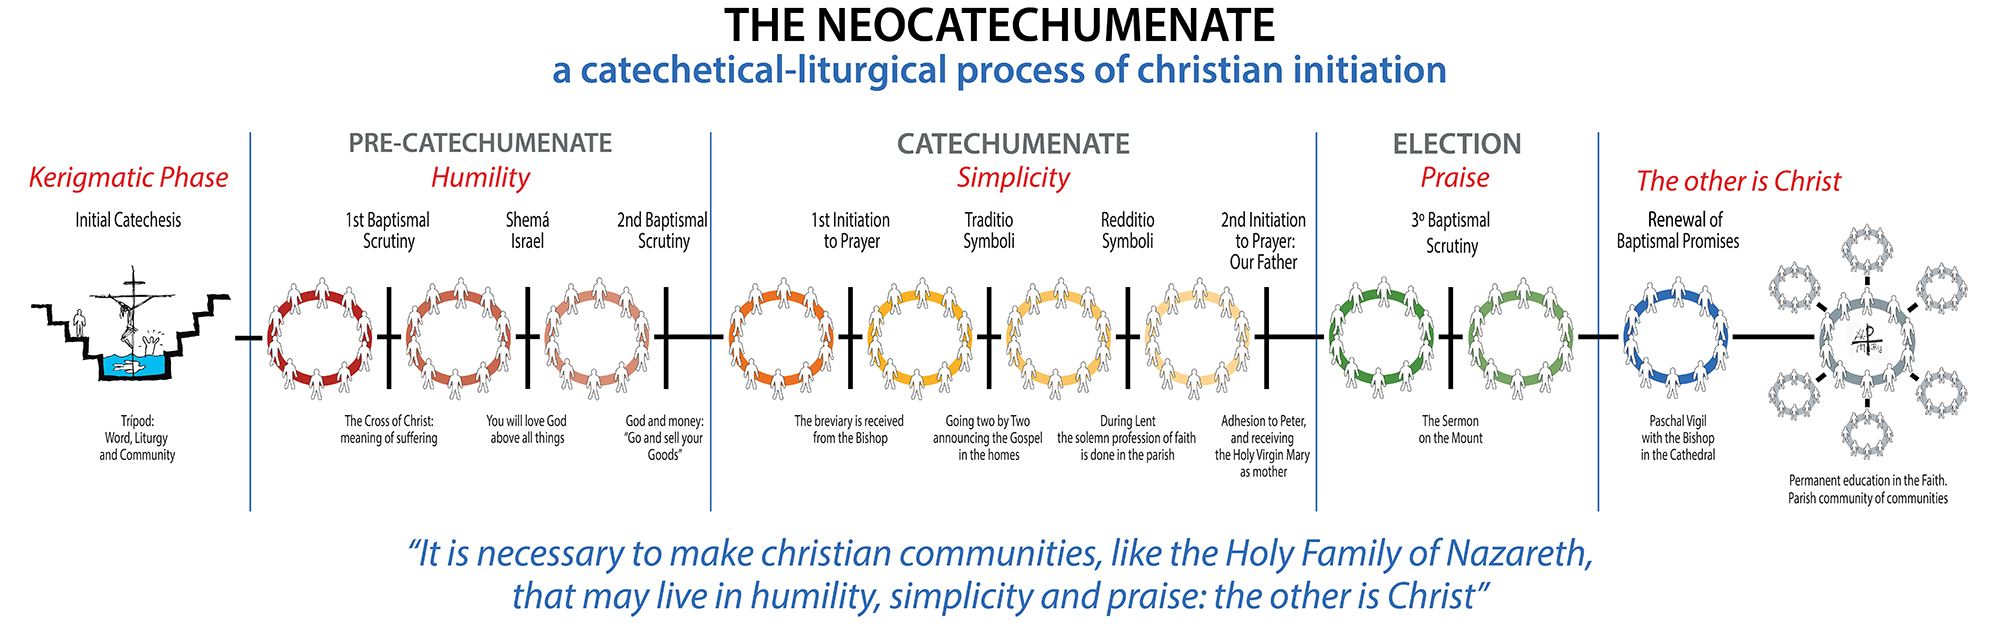 THE NEOCATECHUMENATE
a catechetical-liturgical process of christian initiation
Kerigmatic Phase
Initial Catechesis
Trípod:
Word, Liturgy
and Community
PRE-CATECHUMENATE
Humility
1st Baptismal
Scrutiny
The Cross of Christ:
meaning of suffering
Shemá
Israel
You will love God
above all things
2nd Baptismal
Scrutiny
God and money:
"Go and sell your
Goods"
CATECHUMENATE
Simplicity
1st Initiation
to Prayer
The breviary is received
from the Bishop
Traditio
Symboli
Going two by Two
announcing the Gospel
in the homes
Redditio
Symboli
During Lent
the solemn profession of faith
is done in the parish
2nd Initiation
to Prayer:
Our Father
Adhesion to Peter,
and receiving
the Holy Virgin Mary
as mother
ELECTION
Praise
3º Baptismal
Scrutiny
The Sermon
on the Mount
The other is Christ
Renewal of
Baptismal Promises
Paschal Vigil
with the Bishop
in the Cathedral
Permanent education in the Faith.
Parish community of communities
“It is necessary to make christian communities, like the Holy Family of Nazareth,
that may live in humility, simplicity and praise: the other is Christ”